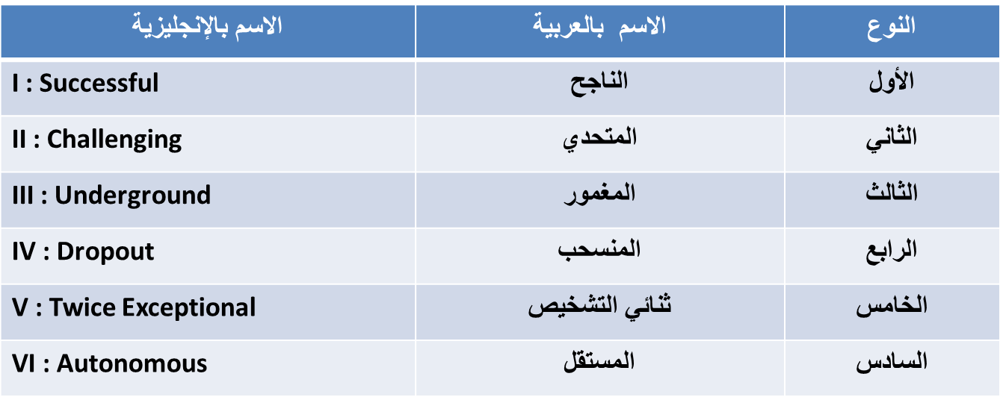 النوع الاسم بالعربية الاسم بالإنجليزية
الأول الناجح I : Successful
الثاني المتحدي II : Challenging
الثالث المغمور III : Underground
الرابع المنسحب IV : Dropout
الخامس ثنائي التشخيص V : Twice Exceptional
السادس المستقل VI : Autonomous